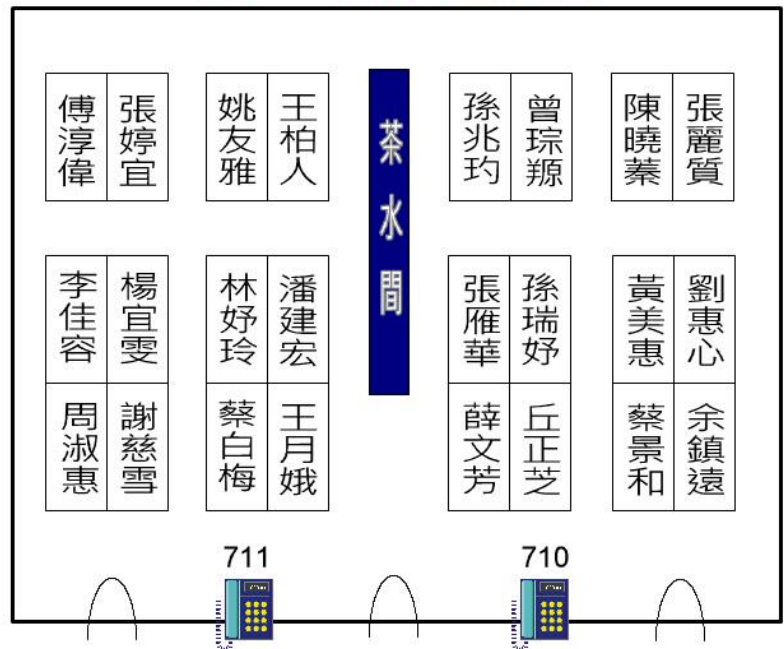 傅淳偉
張婷宜
姚友雅
王柏人
茶水間
孫兆玓
曾琮羱
陳曉蓁
張麗質
李佳容
楊宜雯
林妤玲
潘建宏
張雁華
孫瑞妤
黃美惠
劉惠心
周淑惠
謝慈雪
蔡白梅
王月娥
薛文芳
丘正芝
蔡景和
余鎮遠
711
710